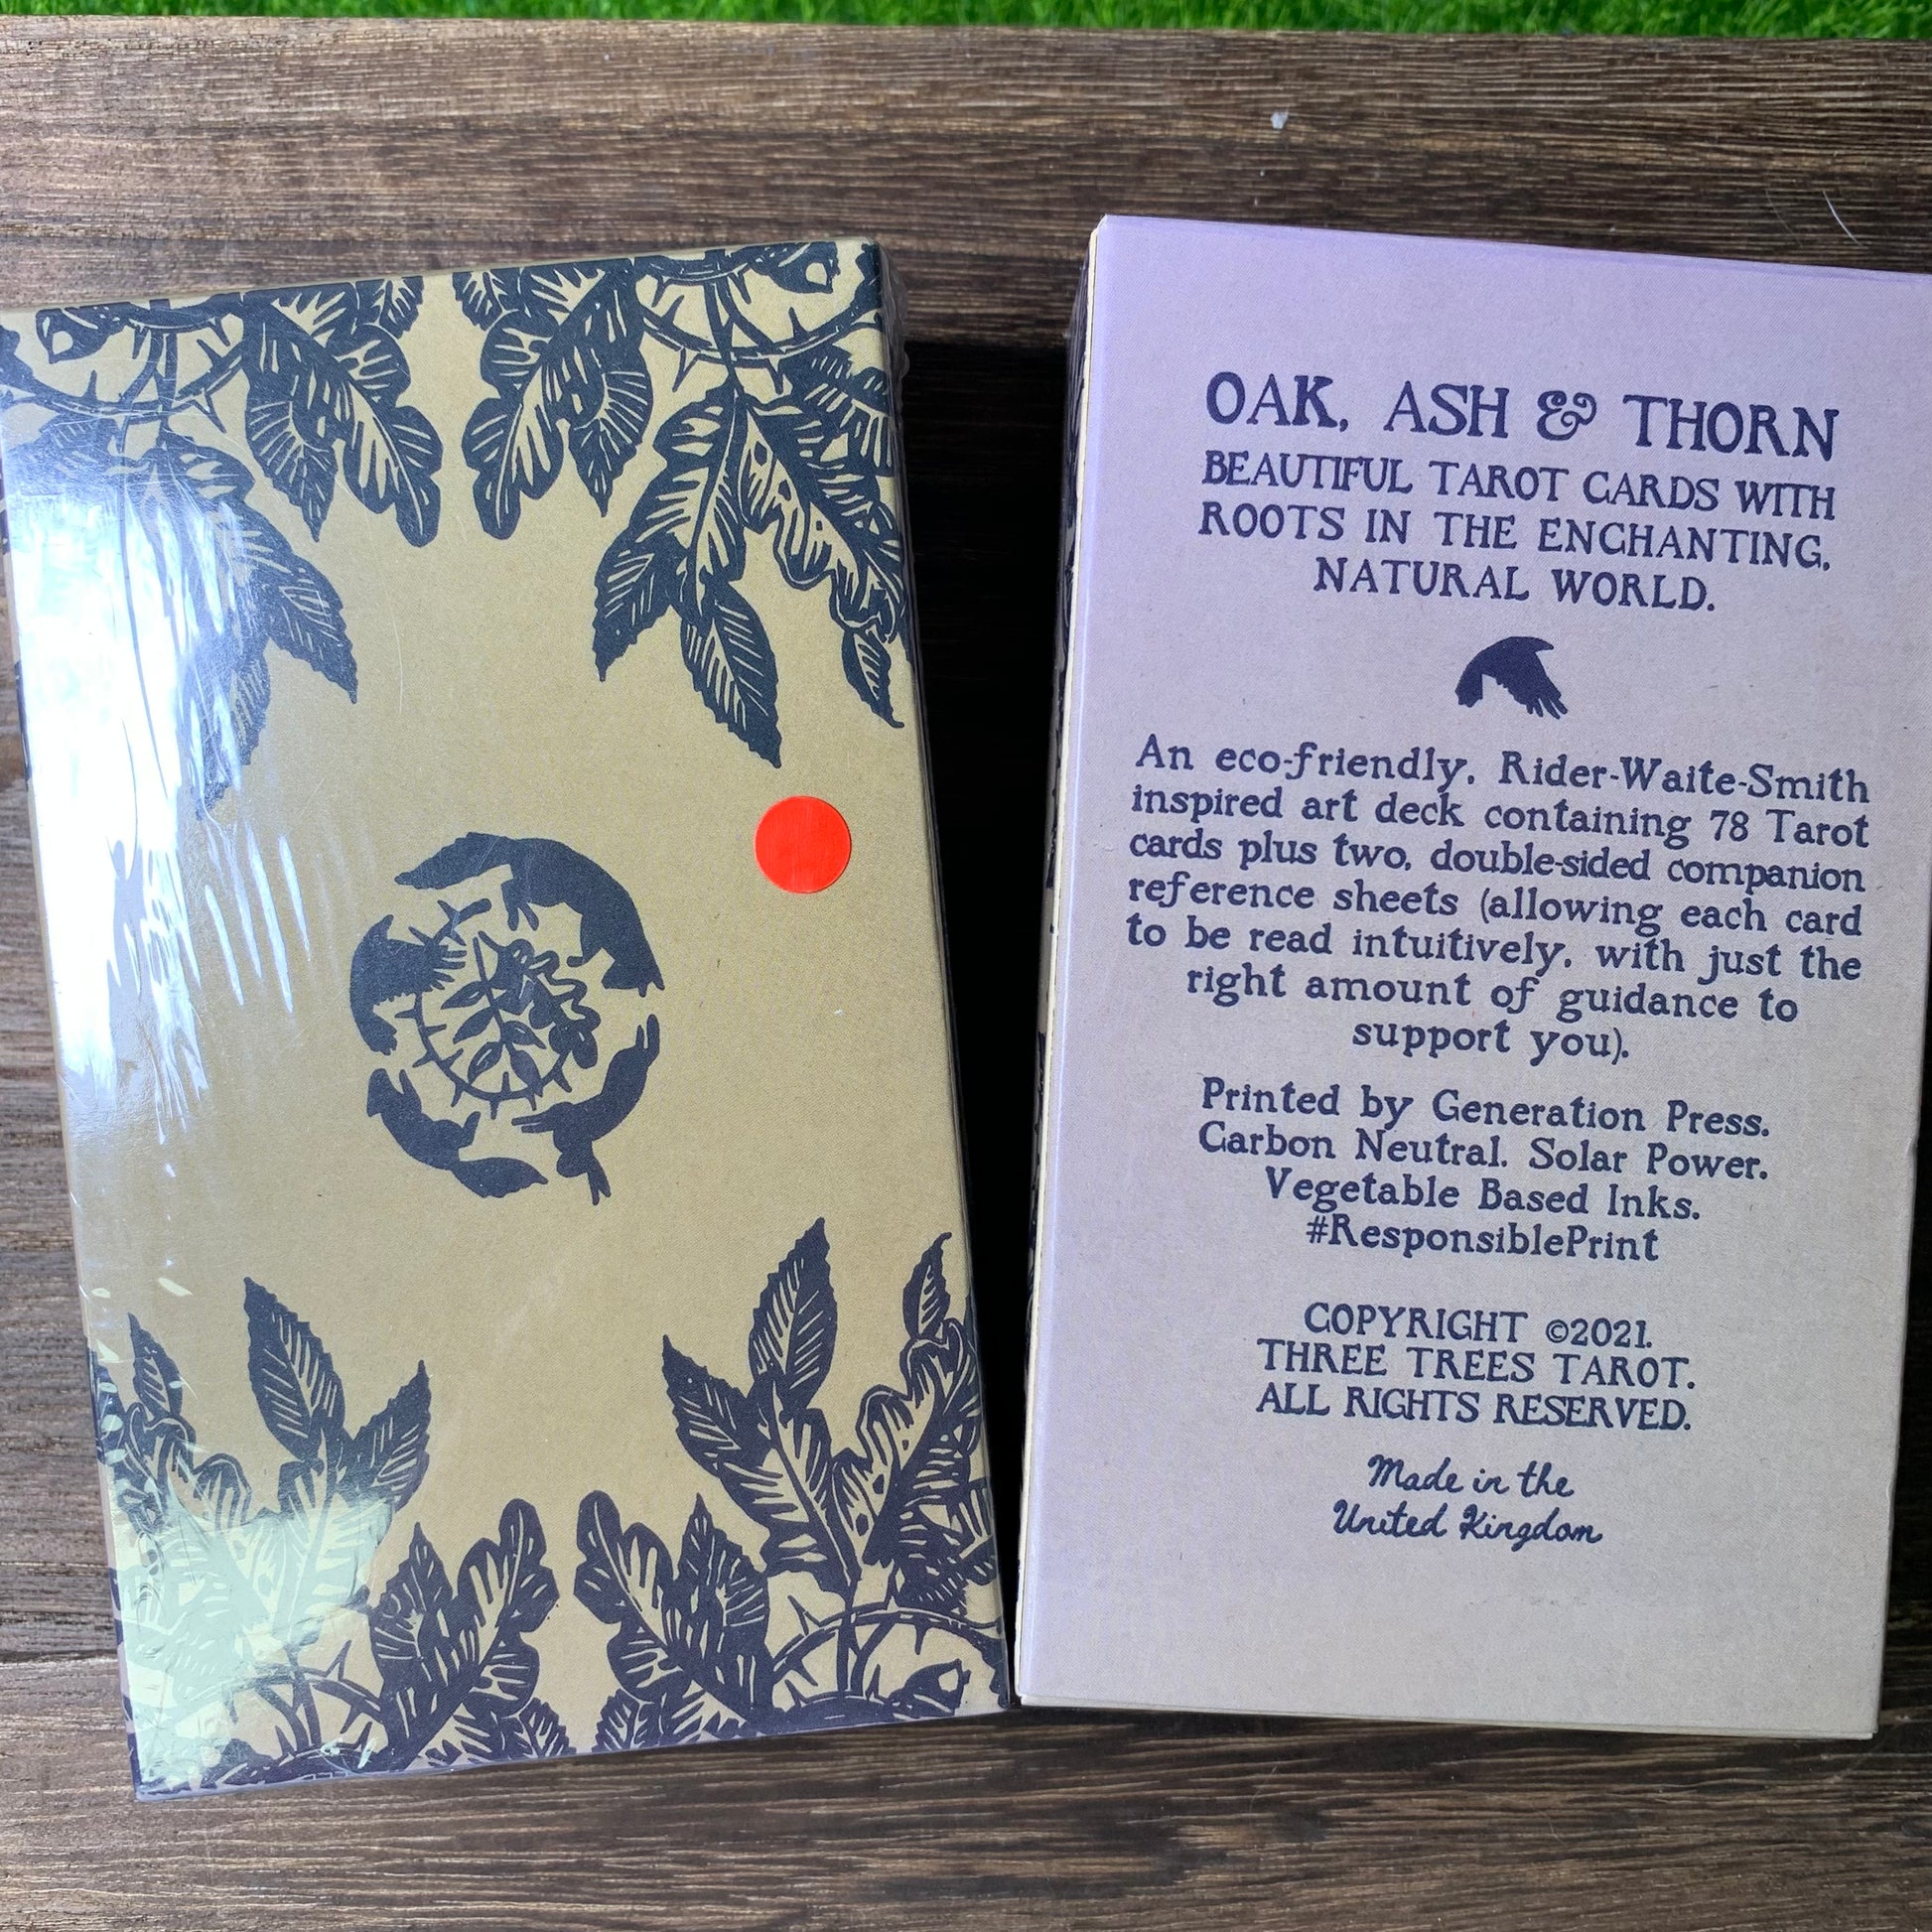 OAK, ASH & THORN
BEAUTIFUL TAROT CARDS WITH
ROOTS IN THE ENCHANTING,
NATURAL WORLD.
An eco-friendly, Rider-Waite-Smith
inspired art deck containing 78 Tarot
cards plus two, double-sided companion
reference sheets (allowing each card
to be read intuitively, with just the
right amount of guidance to
support you).
Printed by Generation Press.
Carbon Neutral. Solar Power.
Vegetable Based Inks.
#ResponsiblePrint
COPYRIGHT ©2021.
THREE TREES TAROT.
ALL RIGHTS RESERVED.
Made in the
United Kingdom